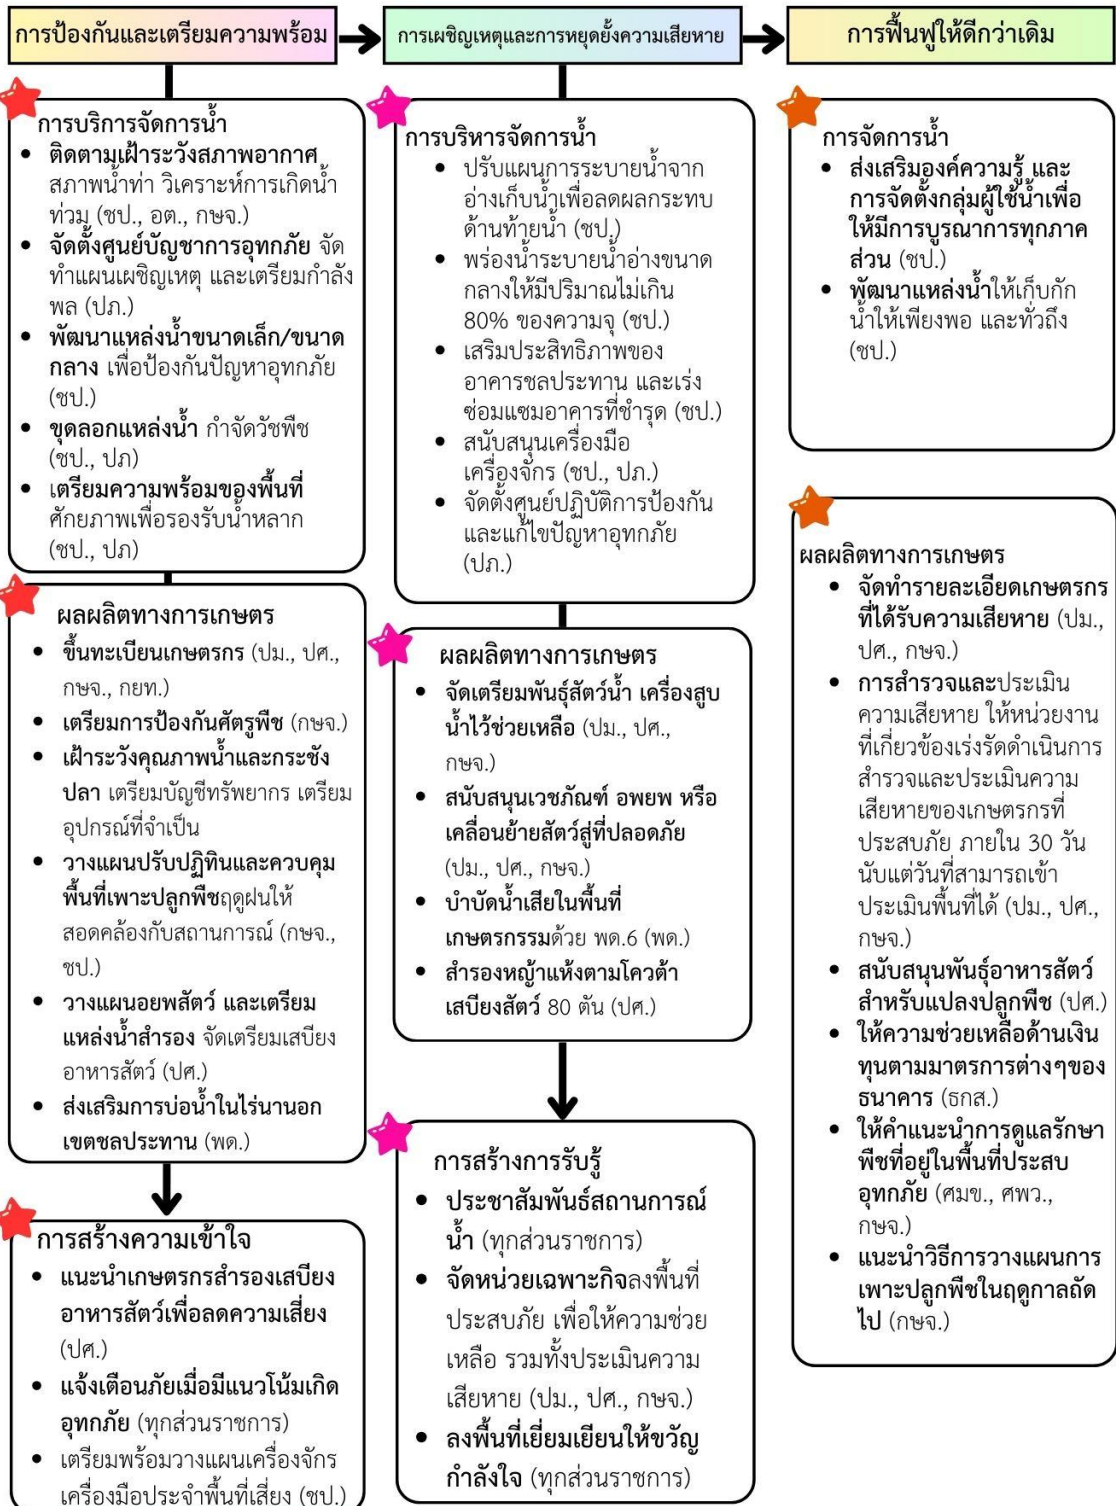 การป้องกันและเตรียมความพร้อม
การเผชิญเหตุและการหยุดยั้งความเสียหาย
การฟื้นฟูให้ดีกว่าเดิม
การบริการจัดการน้ำ
• ติดตามเฝ้าระวังสภาพอากาศ
สภาพน้ำท่า วิเคราะห์การเกิดน้ำ
ท่วม (ชป., อต., กษจ.)
• จัดตั้งศูนย์บัญชาการอุทกภัย จัด
ทำแผนเผชิญเหตุ และเตรียมกำลัง
พล (ปภ.)
• พัฒนาแหล่งน้ำขนาดเล็ก/ขนาด
กลาง เพื่อป้องกันปัญหาอุทกภัย
(ชป.)
• ขุดลอกแหล่งน้ำ กำจัดวัชพืช
(ชป., ปภ)
• เตรียมความพร้อมของพื้นที่
ศักยภาพเพื่อรองรับน้ำหลาก
(ชป., ปภ)
ผลผลิตทางการเกษตร
• ขึ้นทะเบียนเกษตรกร (ปม., ปศ.,
กษจ., กยท.)
• เตรียมการป้องกันศัตรูพืช (กษจ.)
• เฝ้าระวังคุณภาพน้ำและกระชัง
ปลา เตรียมบัญชีทรัพยากร เตรียม
อุปกรณ์ที่จำเป็น
• วางแผนปรับปฏิทินและควบคุม
พื้นที่เพาะปลูกพืชฤดูฝนให้
สอดคล้องกับสถานการณ์ (กษจ.,
ชป.)
• วางแผนอยพสัตว์ และเตรียม
แหล่งน้ำสำรอง จัดเตรียมเสบียง
อาหารสัตว์ (ปศ.)
• ส่งเสริมการบ่อน้ำในไร่นานอก
เขตชลประทาน (พด.)
การสร้างความเข้าใจ
• แนะนำเกษตรกรสำรองเสบียง
อาหารสัตว์เพื่อลดความเสี่ยง
(ปศ.)
• แจ้งเตือนภัยเมื่อมีแนวโน้มเกิด
อุทกภัย (ทุกส่วนราชการ)
• เตรียมพร้อมวางแผนเครื่องจักร
เครื่องมือประจำพื้นที่เสี่ยง (ชป.)
การบริหารจัดการน้ำ
• ปรับแผนการระบายน้ำจาก
อ่างเก็บน้ำเพื่อลดผลกระทบ
ด้านท้ายน้ำ (ชป.)
• พร่องน้ำระบายน้ำอ่างขนาด
กลางให้มีปริมาณไม่เกิน
80% ของความจุ (ชป.)
• เสริมประสิทธิภาพของ
อาคารชลประทาน และเร่ง
ซ่อมแซมอาคารที่ชำรุด (ชป.)
• สนับสนุนเครื่องมือ
เครื่องจักร (ชป., ปภ.)
• จัดตั้งศูนย์ปฏิบัติการป้องกัน
และแก้ไขปัญหาอุทกภัย
(ปภ.)
ผลผลิตทางการเกษตร
• จัดเตรียมพันธุ์สัตว์น้ำ เครื่องสูบ
น้ำไว้ช่วยเหลือ (ปม., ปศ.,
กษจ.)
• สนับสนุนเวชภัณฑ์ อพยพ หรือ
เคลื่อนย้ายสัตว์สู่ที่ปลอดภัย
(ปม., ปศ., กษจ.)
• บำบัดน้ำเสียในพื้นที่
เกษตรกรรมด้วย พด.6 (พด.)
• สำรองหญ้าแห้งตามโควต้า
เสบียงสัตว์ 80 ตัน (ปศ.)
การสร้างการรับรู้
• ประชาสัมพันธ์สถานการณ์
น้ำ (ทุกส่วนราชการ)
• จัดหน่วยเฉพาะกิจลงพื้นที่
ประสบภัย เพื่อให้ความช่วย
เหลือ รวมทั้งประเมินความ
เสียหาย (ปม., ปศ., กษจ.)
• ลงพื้นที่เยี่ยมเยียนให้ขวัญ
กำลังใจ (ทุกส่วนราชการ)
การจัดการน้ำ
• ส่งเสริมองค์ความรู้ และ
การจัดตั้งกลุ่มผู้ใช้น้ำเพื่อ
ให้มีการบูรณาการทุกภาค
ส่วน (ชป.)
• พัฒนาแหล่งน้ำให้เก็บกัก
น้ำให้เพียงพอ และทั่วถึง
(ชป.)
ผลผลิตทางการเกษตร
• จัดทำรายละเอียดเกษตรกร
ที่ได้รับความเสียหาย (ปม.,
ปศ., กษจ.)
• การสำรวจและประเมิน
ความเสียหาย ให้หน่วยงาน
ที่เกี่ยวข้องเร่งรัดดำเนินการ
สำรวจและประเมินความ
เสียหายของเกษตรกรที่
ประสบภัย ภายใน 30 วัน
นับแต่วันที่สามารถเข้า
ประเมินพื้นที่ได้ (ปม., ปศ.,
กษจ.)
• สนับสนุนพันธุ์อาหารสัตว์
สำหรับแปลงปลูกพืช (ปศ.)
• ให้ความช่วยเหลือด้านเงิน
ทุนตามมาตรการต่างๆของ
ธนาคาร (ธกส.)
• ให้คำแนะนำการดูแลรักษา
พืชที่อยู่ในพื้นที่ประสบ
อุทกภัย (ศมข., ศพว.,
กษจ.)
• แนะนำวิธีการวางแผนการ
เพาะปลูกพืชในฤดูกาลถัด
ไป (กษจ.)